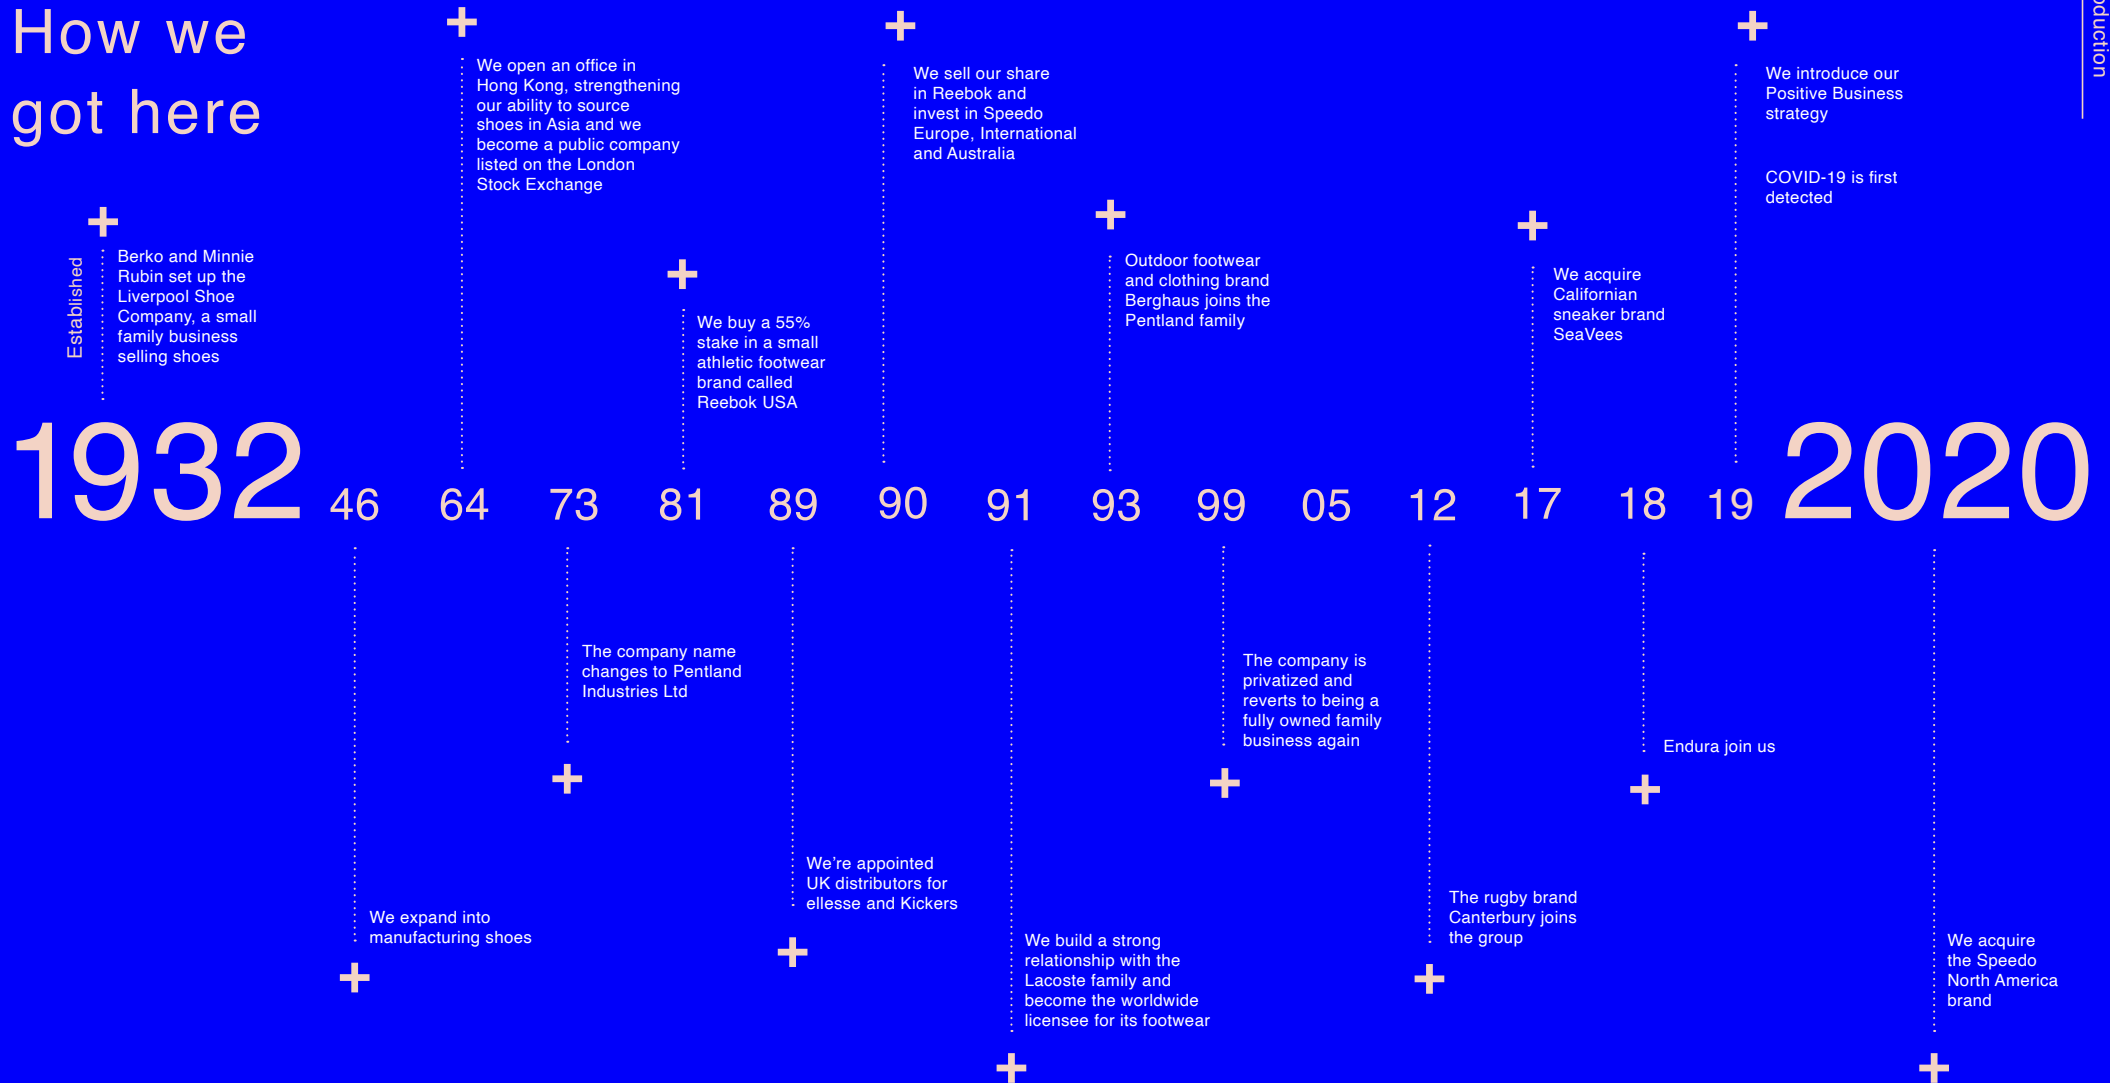 How we
got here
oduction
Established
Berko and Minnie
Rubin set up the
Liverpool Shoe
Company, a small
family business
selling shoes
We open an office in
Hong Kong, strengthening
our ability to source
shoes in Asia and we
become a public company
listed on the London
Stock Exchange
We buy a 55%
stake in a small
athletic footwear
brand called
Reebok USA
We sell our share
in Reebok and
invest in Speedo
Europe, International
and Australia
Outdoor footwear
and clothing brand
Berghaus joins the
Pentland family
We acquire
Californian
sneaker brand
SeaVees
We introduce our
Positive Business
strategy
COVID-19 is first
detected
1932 46 64 73 81 89 90 91 93 99 05 12 17 18 19 2020
We expand into
manufacturing shoes
The company name
changes to Pentland
Industries Ltd
We're appointed
UK distributors for
ellesse and Kickers
We build a strong
relationship with the
Lacoste family and
become the worldwide
licensee for its footwear
The company is
privatized and
reverts to being a
fully owned family
business again
The rugby brand
Canterbury joins
the group
Endura join us
We acquire
the Speedo
North America
brand